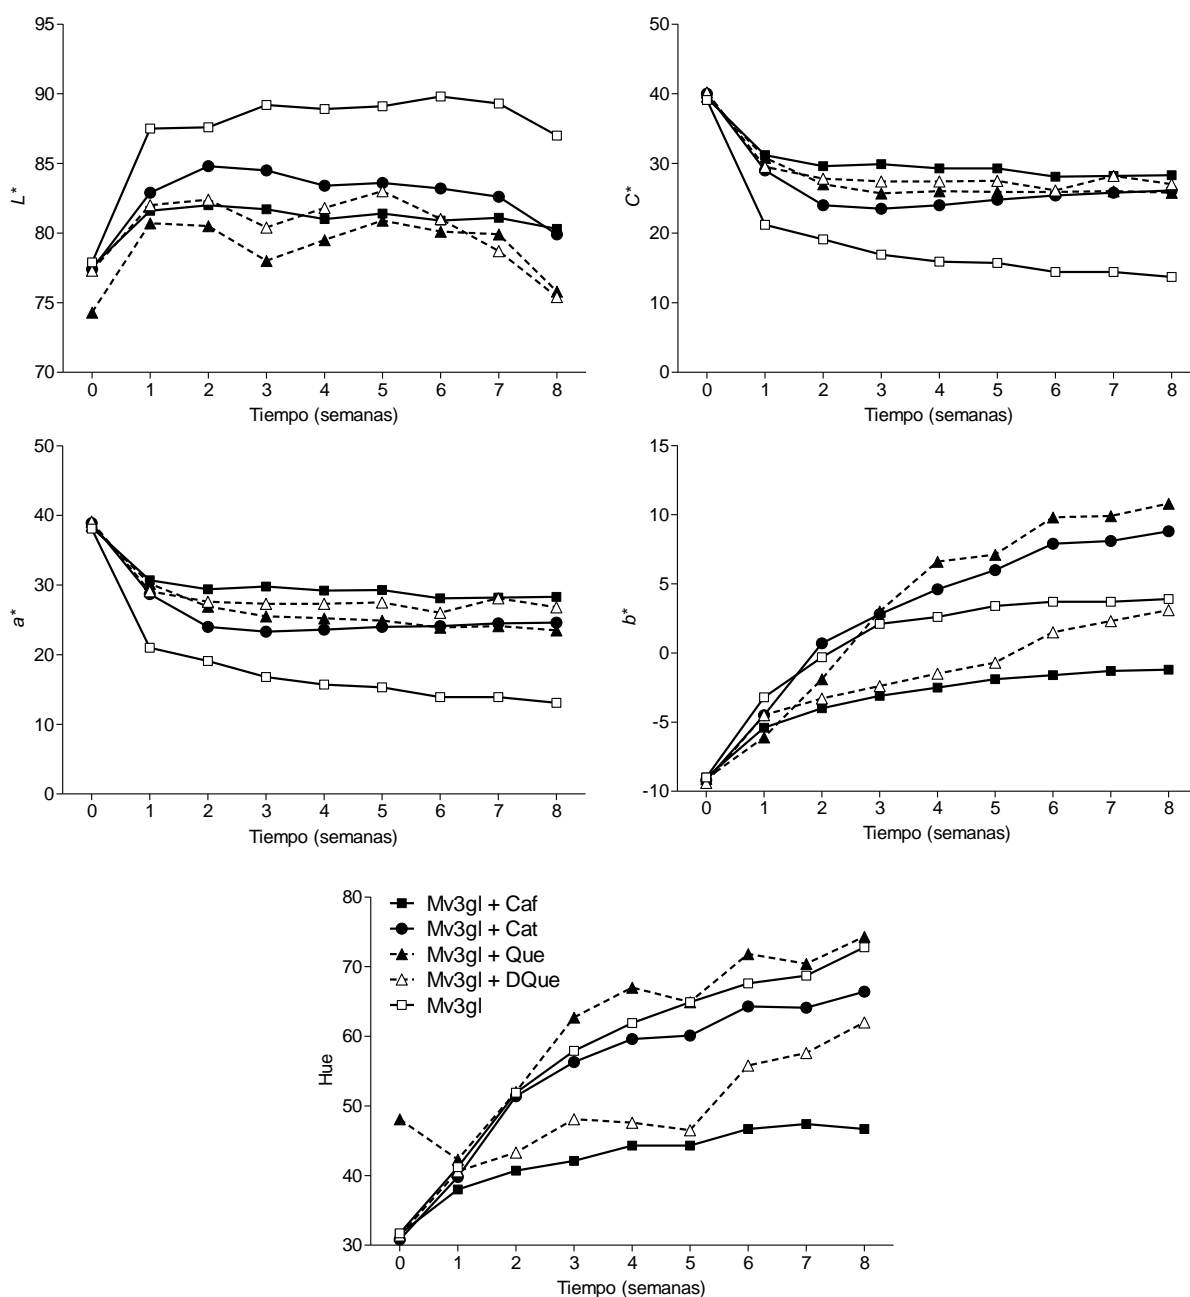 95
90
85
80
75
70
L*
0 1 2 3 4 5 6 7 8
Tiempo (semanas)
50
40
30
20
10
0
C*
0 1 2 3 4 5 6 7 8
Tiempo (semanas)
50
40
30
20
10
0
a*
0 1 2 3 4 5 6 7 8
Tiempo (semanas)
15
10
5
0
-5
-10
b*
0 1 2 3 4 5 6 7 8
Tiempo (semanas)
80
70
60
50
40
30
Hue
Mv3gl + Caf
Mv3gl + Cat
Mv3gl + Que
Mv3gl + DQue
Mv3gl
0 1 2 3 4 5 6 7 8
Tiempo (semanas)